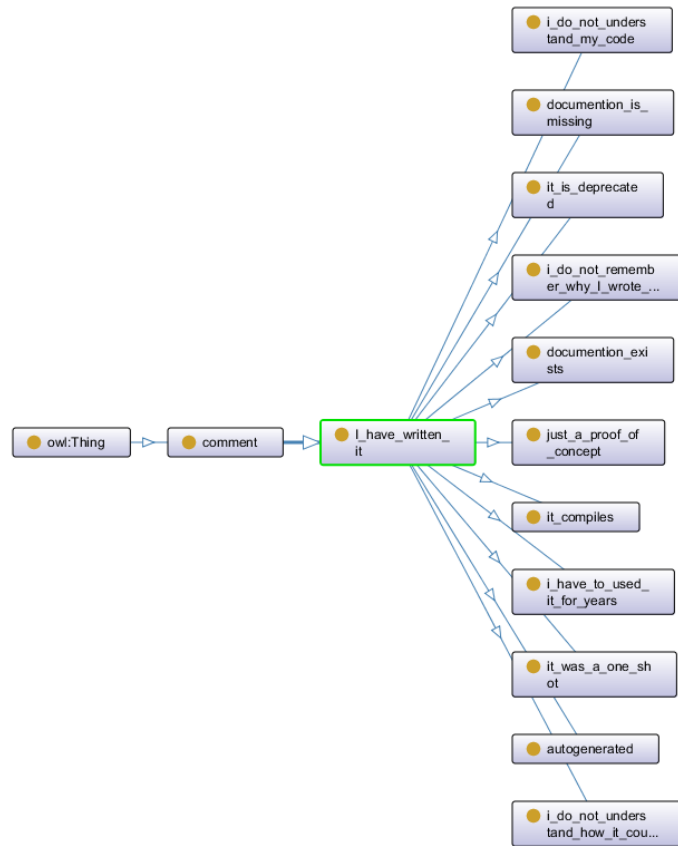 i_do_not_unders
tand_my_code
documention_is_
missing
it_is_deprecate
d
i_do_not_rememb
er_why_I_wrote_...
documention_exi
sts
owl:Thing
comment
I_have_written_
it
just_a_proof_of
_concept
it_compiles
i_have_to_used_
it_for_years
it_was_a_one_sh
ot
autogenerated
i_do_not_unders
tand_how_it_cou...